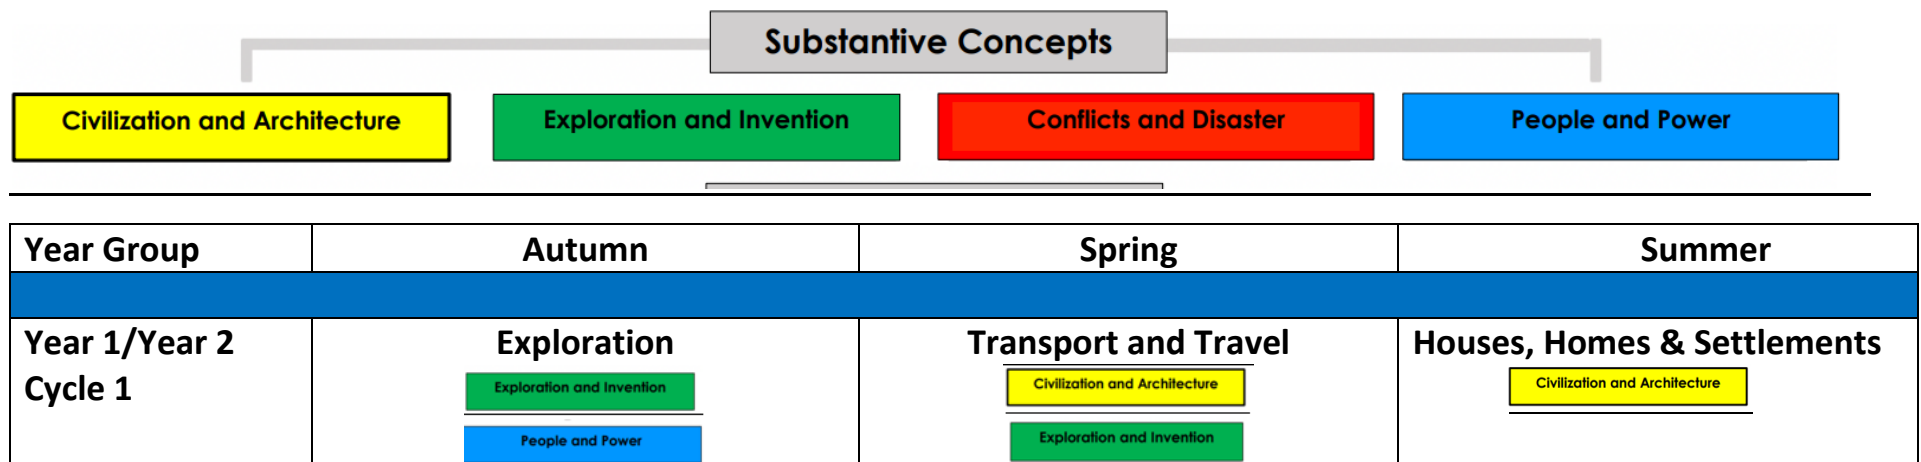 Substantive Concepts
Civilization and Architecture
Exploration and Invention
Conflicts and Disaster
People and Power
Year Group
Autumn
Spring
Summer
Year 1/Year 2
Cycle 1
Exploration
Exploration and Invention
People and Power
Transport and Travel
Civilization and Architecture
Exploration and Invention
Houses, Homes & Settlements
Civilization and Architecture